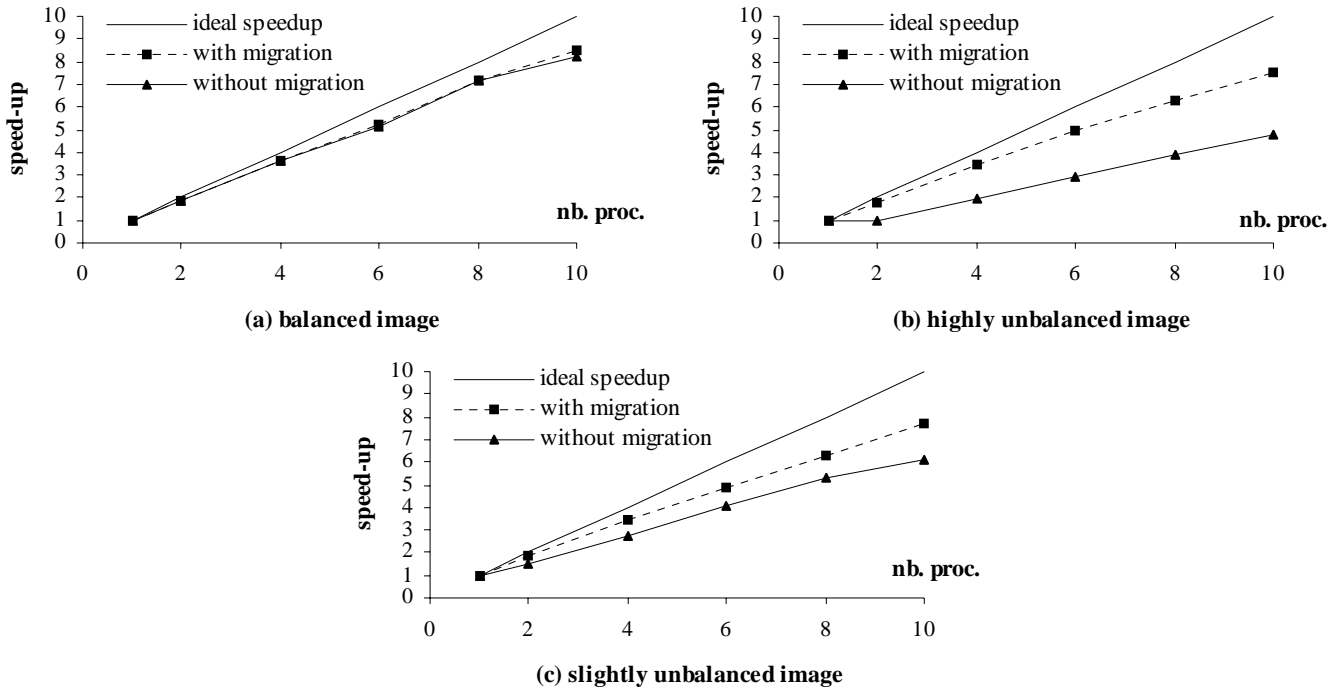 10
9
8
7
6
5
4
3
2
1
0
speed-up
ideal speedup
with migration
without migration
nb. proc.
0 2 4 6 8 10
(a) balanced image
10
9
8
7
6
5
4
3
2
1
0
speed-up
ideal speedup
with migration
without migration
nb. proc.
0 2 4 6 8 10
(b) highly unbalanced image
10
9
8
7
6
5
4
3
2
1
0
speed-up
ideal speedup
with migration
without migration
nb. proc.
0 2 4 6 8 10
(c) slightly unbalanced image